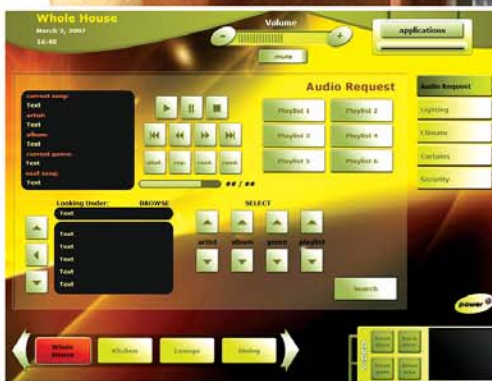 Whole House
March 2, 2007
16:48
Volume
-
+
mute
applications
Audio Request
Audio Request
Lighting
Climate
Curtains
Security
current song:
Text
artist:
Text
album:
Text
current genre:
Text
next song:
Text
Playlist 1
Playlist 2
Playlist 3
Playlist 4
Playlist 5
Playlist 6
## / ##
Looking Under:
BROWSE
Text
Text
Text
Text
Text
Text
SELECT
artist
album
genre
playlist
Search
power
Whole House
Kitchen
Lounge
Dining